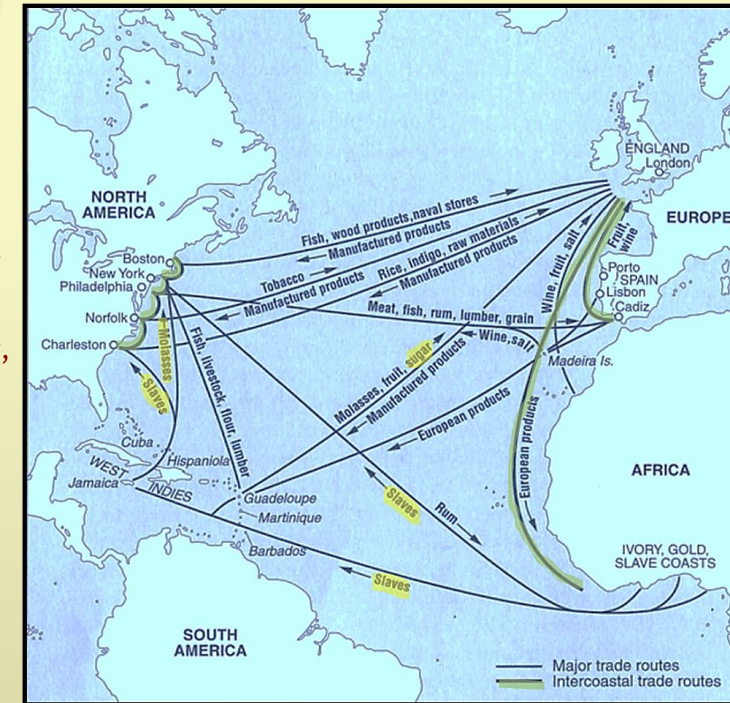 ENGLAND
London
NORTH
AMERICA
EUROPE
Fish, wood products, naval stores
Manufactured products
Fruit,
wine
Wine, fruit, salt
Rice, indigo, raw materials
Manufactured products
Tobacco
Manufactured products
Boston
New York
Philadelphia
Porto
SPAIN
Lisbon
Cadiz
Meat, fish, rum, lumber, grain
Norfolk
Charleston
Wine, salt
Madeira Is.
Molasses
Fish, livestock, flour, lumber
Molasses, fruit, sugar
Manufactured products
European products
European products
Slaves
Cuba
Hispaniola
WEST
INDIES
Jamaica
AFRICA
Guadeloupe
Martinique
Barbados
Slaves
Rum
IVORY, GOLD,
SLAVE COASTS
Slaves
SOUTH
AMERICA
Major trade routes
Intercoastal trade routes
,